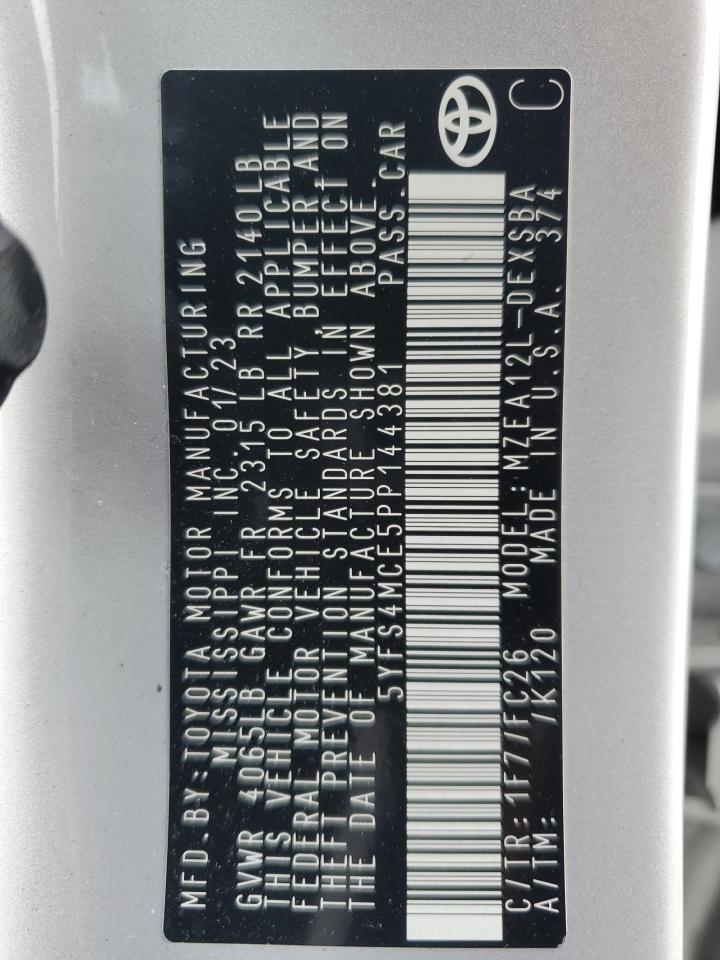 MFD.BY:TOYOTA MOTOR MANUFACTURING
MISSISSIPPI INC. 01/23
GVWR 4065LB GAWR FR 2315 LB RR 2140LB
THIS VEHICLE CONFORMS TO ALL APPLICABLE
FEDERAL MOTOR VEHICLE SAFETY, BUMPER,AND
THEFT PREVENTION STANDARDS IN EFFECT ON
THE DATE OF MANUFACTURE SHOWN ABOVE.
5YFS4MCE5PP144381 PASS.CAR
C/TR:1F7/FC26 MODEL:MZEA12L-DEXSBA
A/TM: /K120 MADE IN U.S.A. 374
C